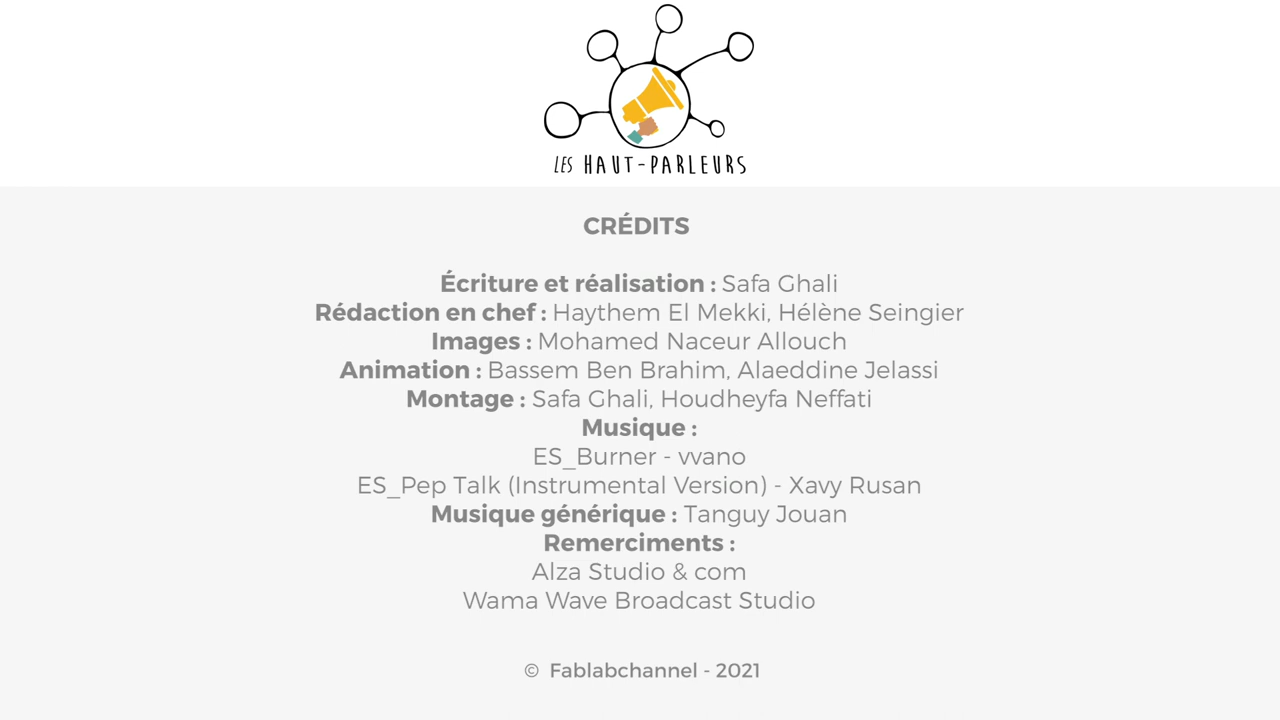 LES HAUT-PARLEURS
CRÉDITS
Écriture et réalisation : Safa Ghali
Rédaction en chef : Haythem El Mekki, Hélène Seingier
Images : Mohamed Naceur Allouch
Animation : Bassem Ben Brahim, Alaeddine Jelassi
Montage : Safa Ghali, Houdheyfa Neffati
Musique :
ES_Burner - vvano
ES_Pep Talk (Instrumental Version) - Xavy Rusan
Musique générique : Tanguy Jouan
Remerciments :
Alza Studio & com
Wama Wave Broadcast Studio
© Fablabchannel - 2021